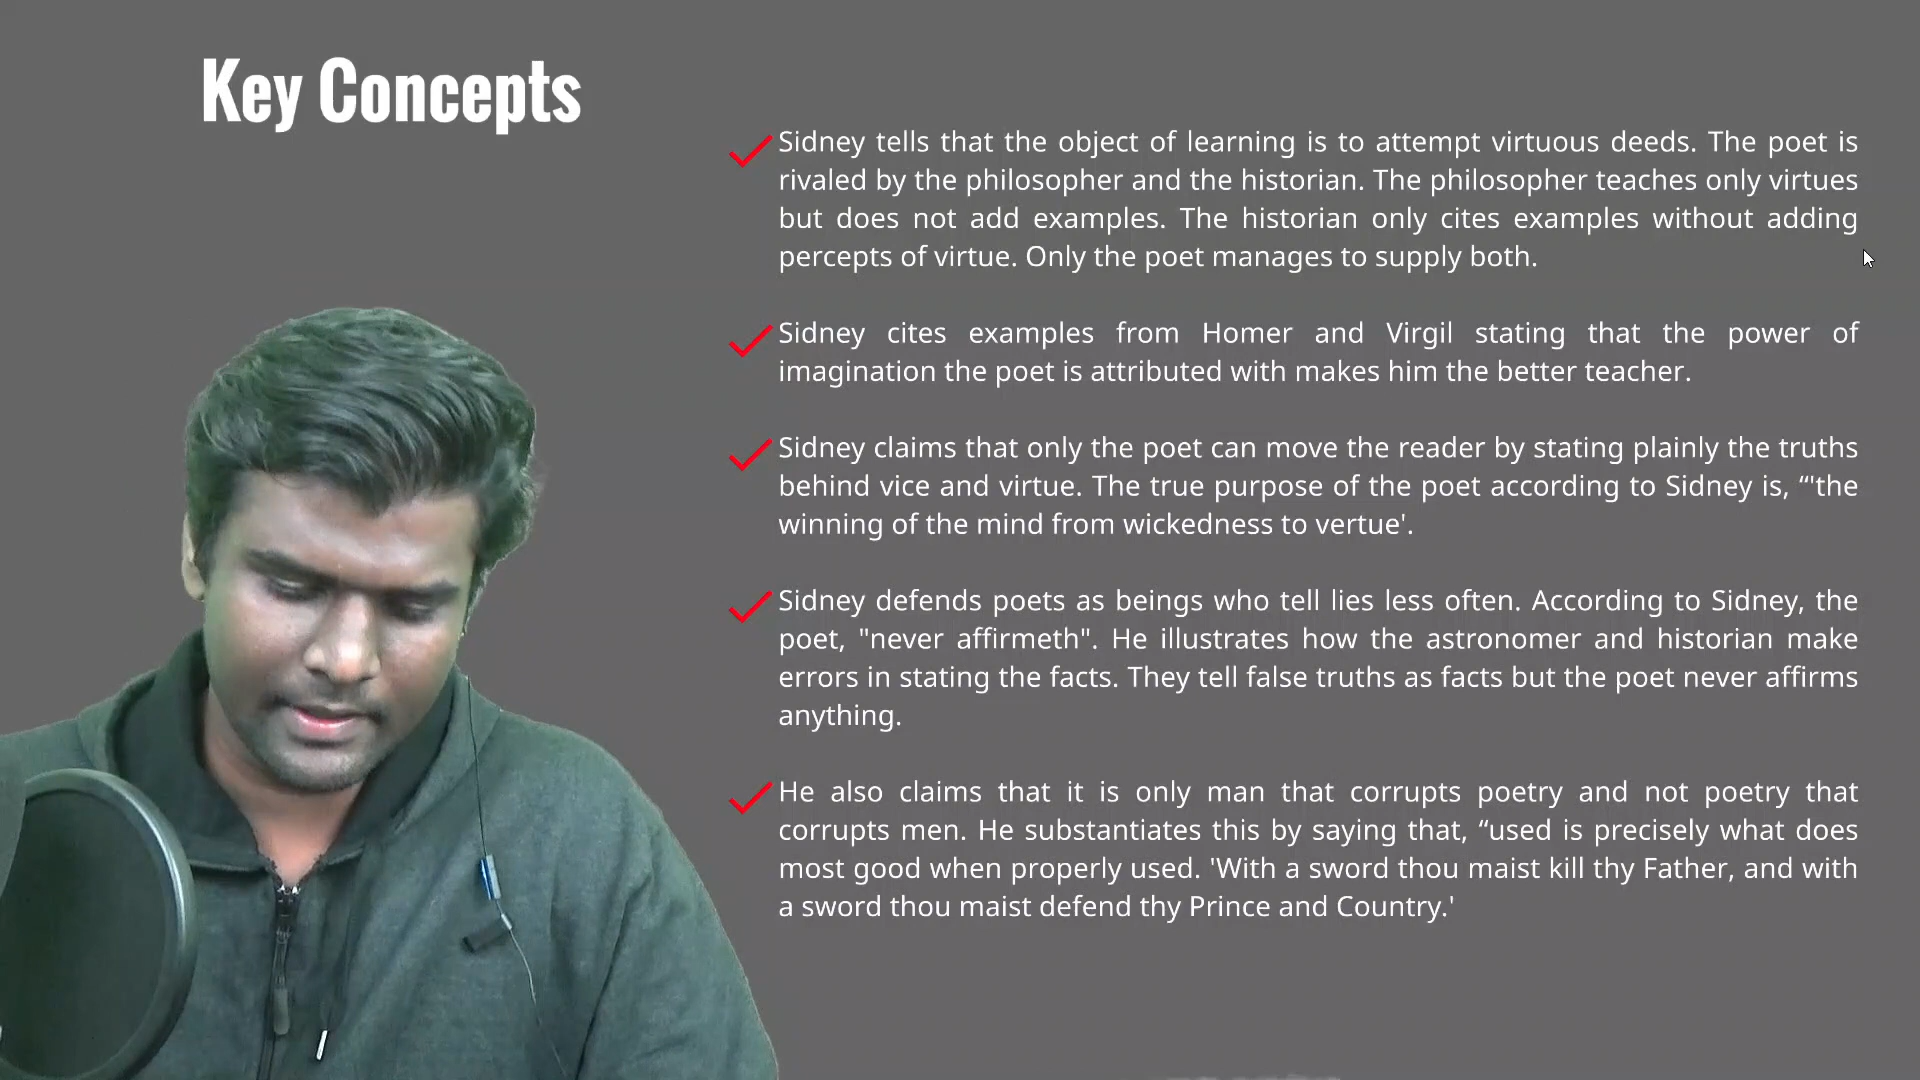 Key Concepts
Sidney tells that the object of learning is to attempt virtuous deeds. The poet is
rivaled by the philosopher and the historian. The philosopher teaches only virtues
but does not add examples. The historian only cites examples without adding
percepts of virtue. Only the poet manages to supply both.
Sidney cites examples from Homer and Virgil stating that the power of
imagination the poet is attributed with makes him the better teacher.
Sidney claims that only the poet can move the reader by stating plainly the truths
behind vice and virtue. The true purpose of the poet according to Sidney is, “'the
winning of the mind from wickedness to vertue'.
Sidney defends poets as beings who tell lies less often. According to Sidney, the
poet, "never affirmeth". He illustrates how the astronomer and historian make
errors in stating the facts. They tell false truths as facts but the poet never affirms
anything.
He also claims that it is only man that corrupts poetry and not poetry that
corrupts men. He substantiates this by saying that, “used is precisely what does
most good when properly used. 'With a sword thou maist kill thy Father, and with
a sword thou maist defend thy Prince and Country.'